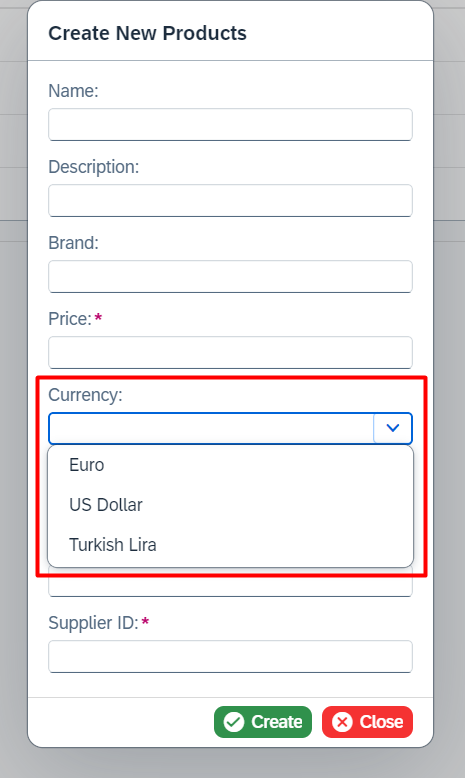 Create New Products
Name:
Description:
Brand:
Price:*
Currency:
Euro
US Dollar
Turkish Lira
Supplier ID:*
Create Close